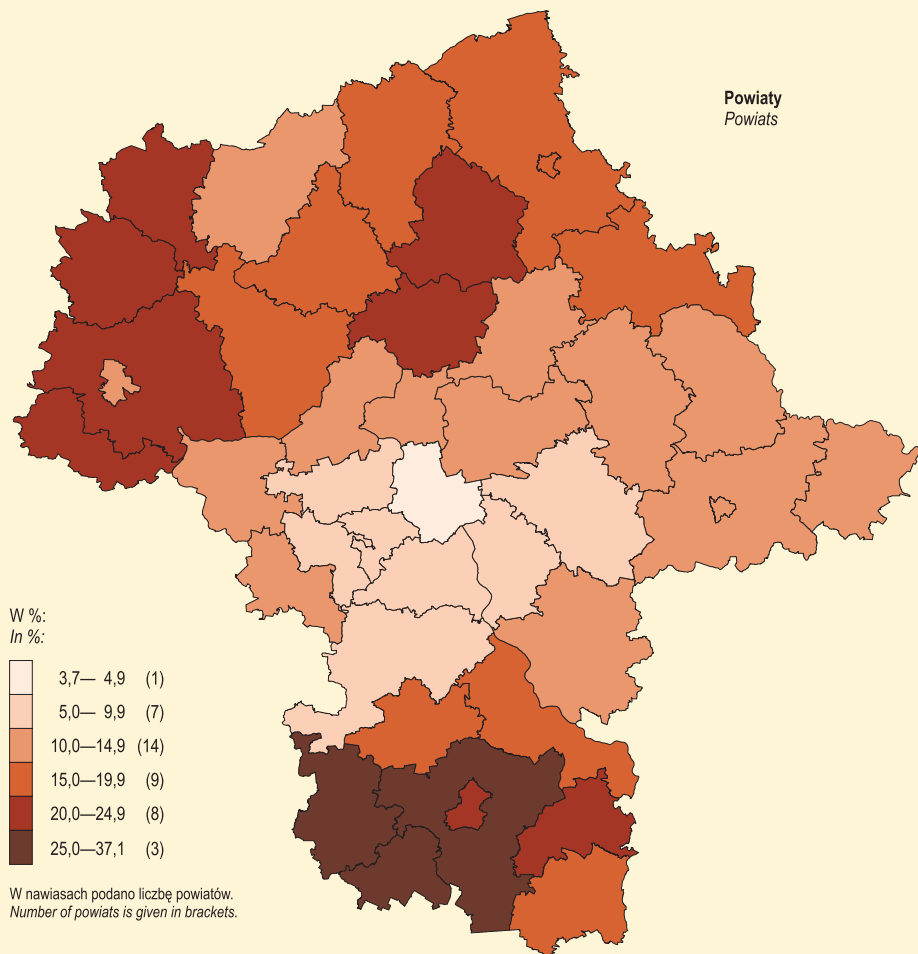 Powiaty
Powiats
W %:
In %:
3,7— 4,9 (1)
5,0— 9,9 (7)
10,0—14,9 (14)
15,0—19,9 (9)
20,0—24,9 (8)
25,0—37,1 (3)
W nawiasach podano liczbę powiatów.
Number of powiats is given in brackets.